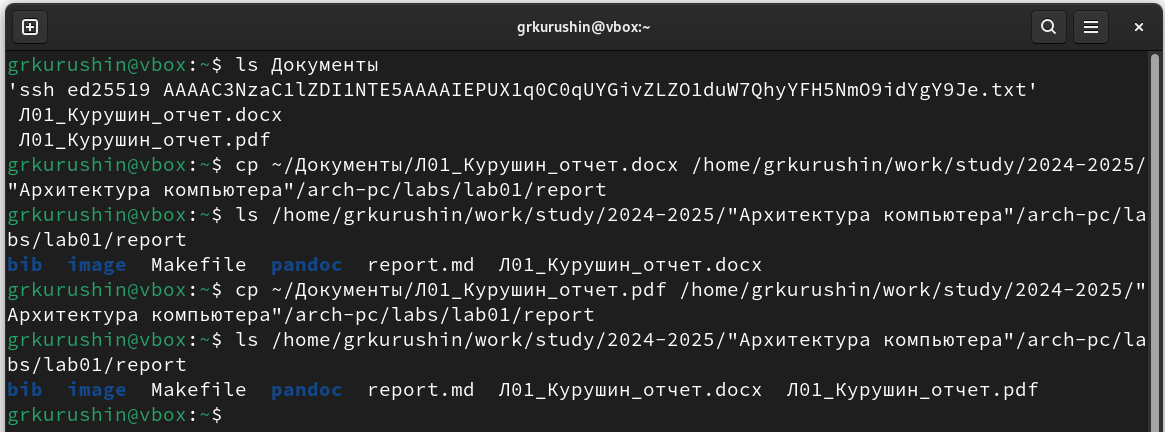 grkurushin@vbox:~
grkurushin@vbox:~$ ls Документы
'ssh ed25519 AAAAC3NzaC1lZDI1NTE5AAAAIEPUX1q0C0qUYGivZLZO1duW7QhyYFH5NmO9idYgY9Je.txt'
Л01_Курушин_отчет.docx
Л01_Курушин_отчет.pdf
grkurushin@vbox:~$ cp ~/Документы/Л01_Курушин_отчет.docx /home/grkurushin/work/study/2024-2025/
"Архитектура компьютера"/arch-pc/labs/lab01/report
grkurushin@vbox:~$ ls /home/grkurushin/work/study/2024-2025/"Архитектура компьютера"/arch-pc/la
bs/lab01/report
bib  image  Makefile  pandoc  report.md  Л01_Курушин_отчет.docx
grkurushin@vbox:~$ cp ~/Документы/Л01_Курушин_отчет.pdf /home/grkurushin/work/study/2024-2025/"
Архитектура компьютера"/arch-pc/labs/lab01/report
grkurushin@vbox:~$ ls /home/grkurushin/work/study/2024-2025/"Архитектура компьютера"/arch-pc/la
bs/lab01/report
bib  image  Makefile  pandoc  report.md  Л01_Курушин_отчет.docx  Л01_Курушин_отчет.pdf
grkurushin@vbox:~$